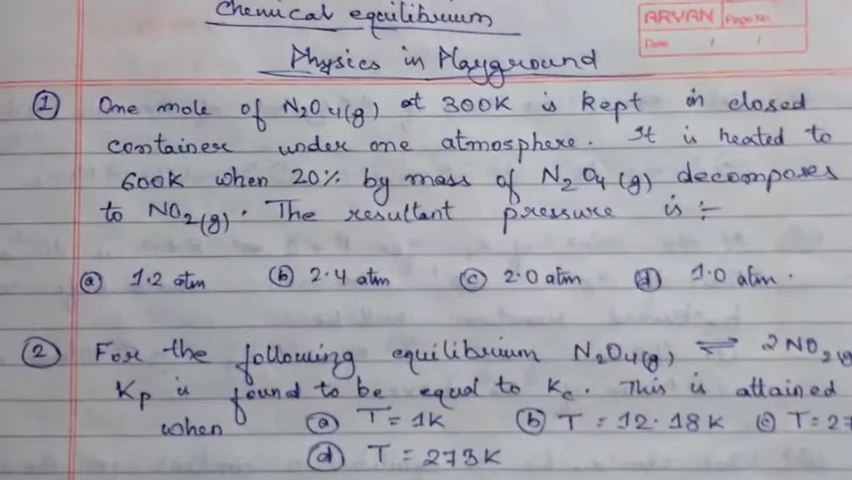 Chemical equilibrium
ARYAN Page No.
Date / /
Physics in Playground
① One mole of N₂O₄(g) at 300K is kept in closed
container under one atmosphere. It is heated to
600K when 20% by mass of N₂O₄(g) decomposes
to NO₂(g). The resultant pressure is :-
ⓐ 1.2 atm ⓑ 2.4 atm ⓒ 2.0 atm ⓓ 1.0 atm.
② For the following equilibrium N₂O₄(g) ⇌ 2NO₂(g
Kp is found to be equal to Kc. This is attained
when ⓐ T = 1K ⓑ T = 12.18K ⓒ T = 27
ⓓ T = 273K